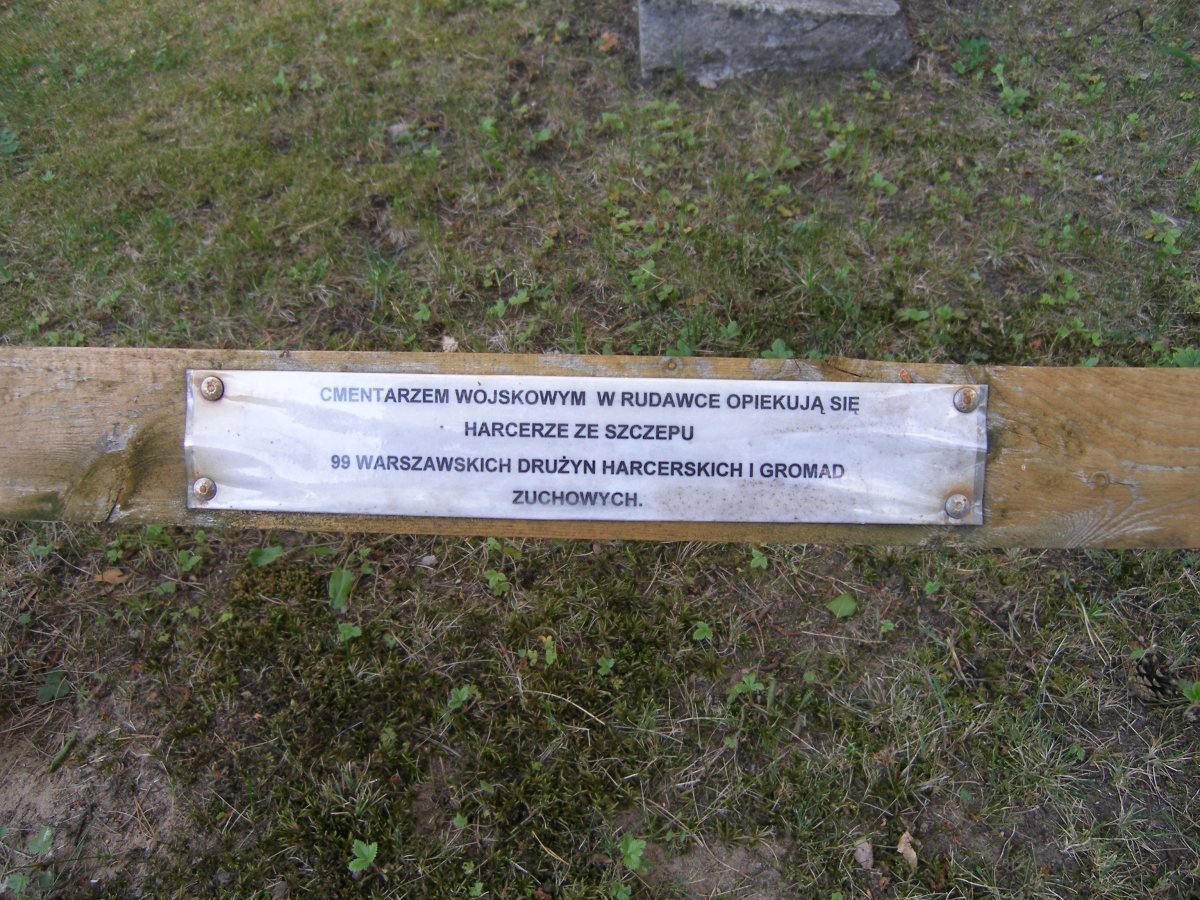 CMENTARZEM WOJSKOWYM W RUDAWCE OPIEKUJĄ SIĘ
HARCERZE ZE SZCZEPU
99 WARSZAWSKICH DRUŻYN HARCERSKICH I GROMAD
ZUCHOWYCH.